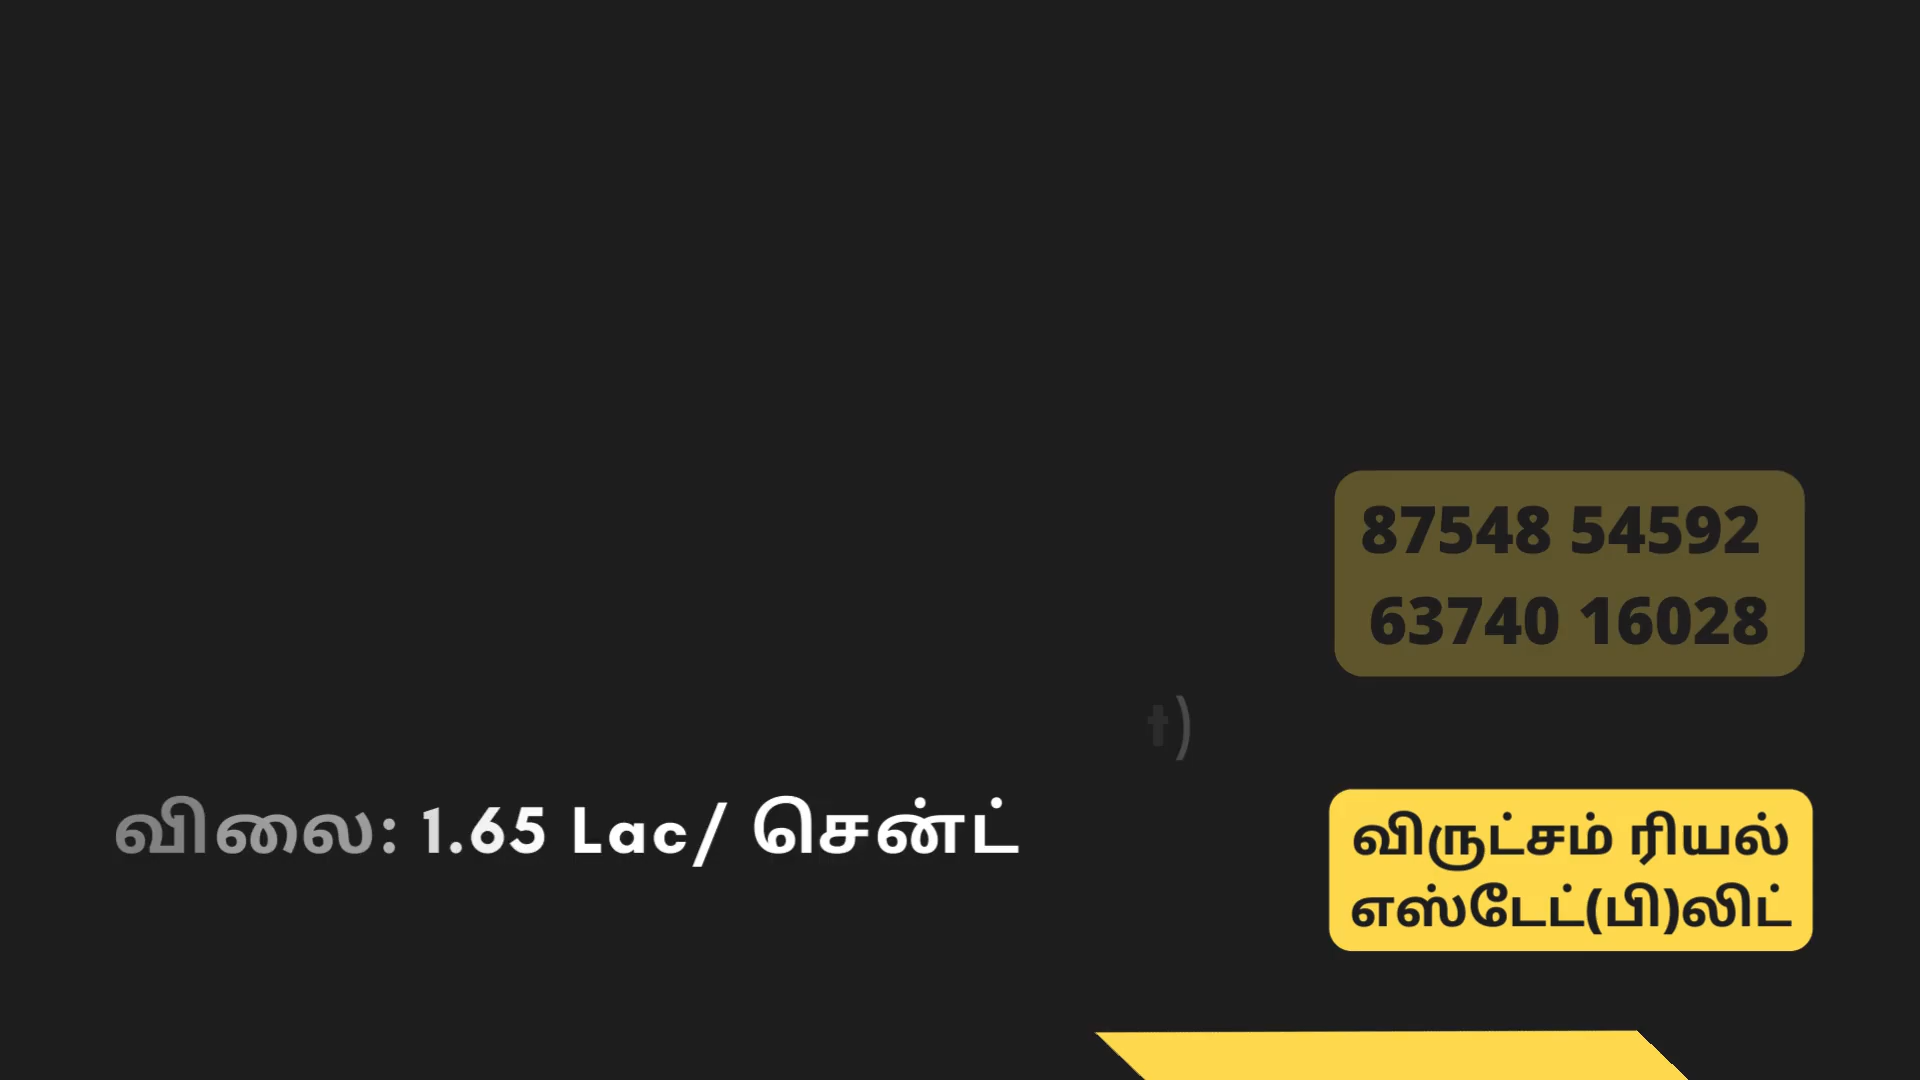 87548 54592
63740 16028
t)
விலை: 1.65 Lac/ சென்ட்
விருட்சம் ரியல்
எஸ்டேட்(பி)லிட்